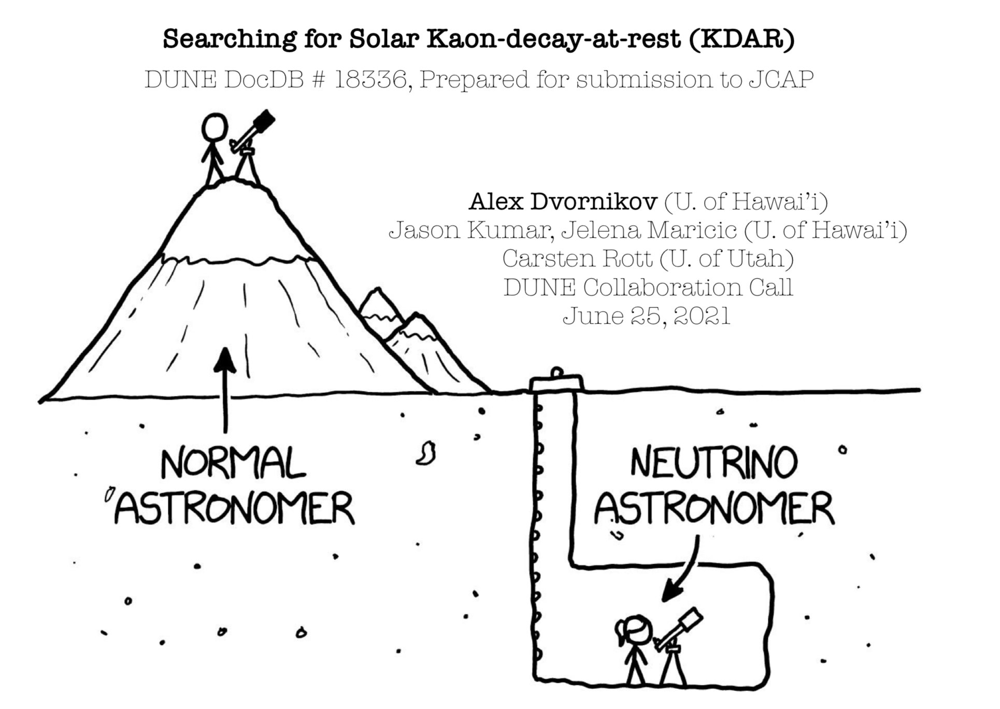 Searching for Solar Kaon-decay-at-rest (KDAR)
DUNE DocDB # 18336, Prepared for submission to JCAP
Alex Dvornikov (U. of Hawai’i)
Jason Kumar, Jelena Maricic (U. of Hawai’i)
Carsten Rott (U. of Utah)
DUNE Collaboration Call
June 25, 2021
NORMAL
ASTRONOMER
NEUTRINO
ASTRONOMER